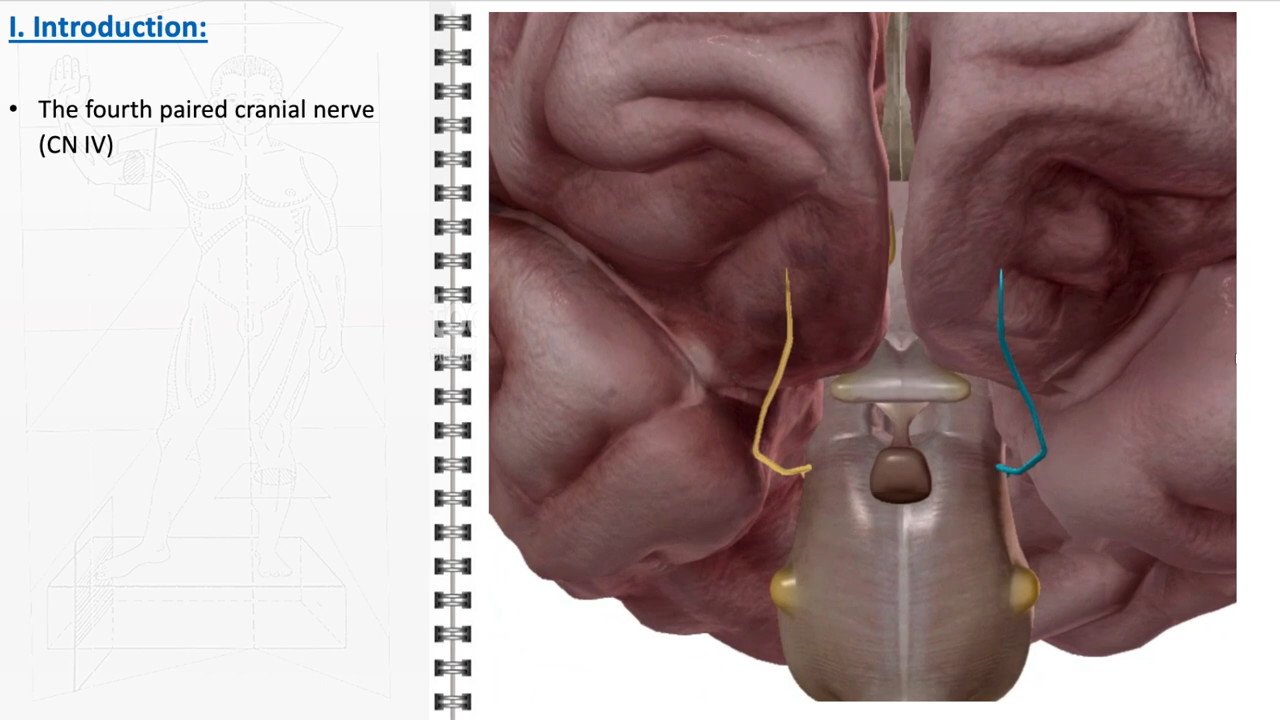 I. Introduction:
• The fourth paired cranial nerve
(CN IV)